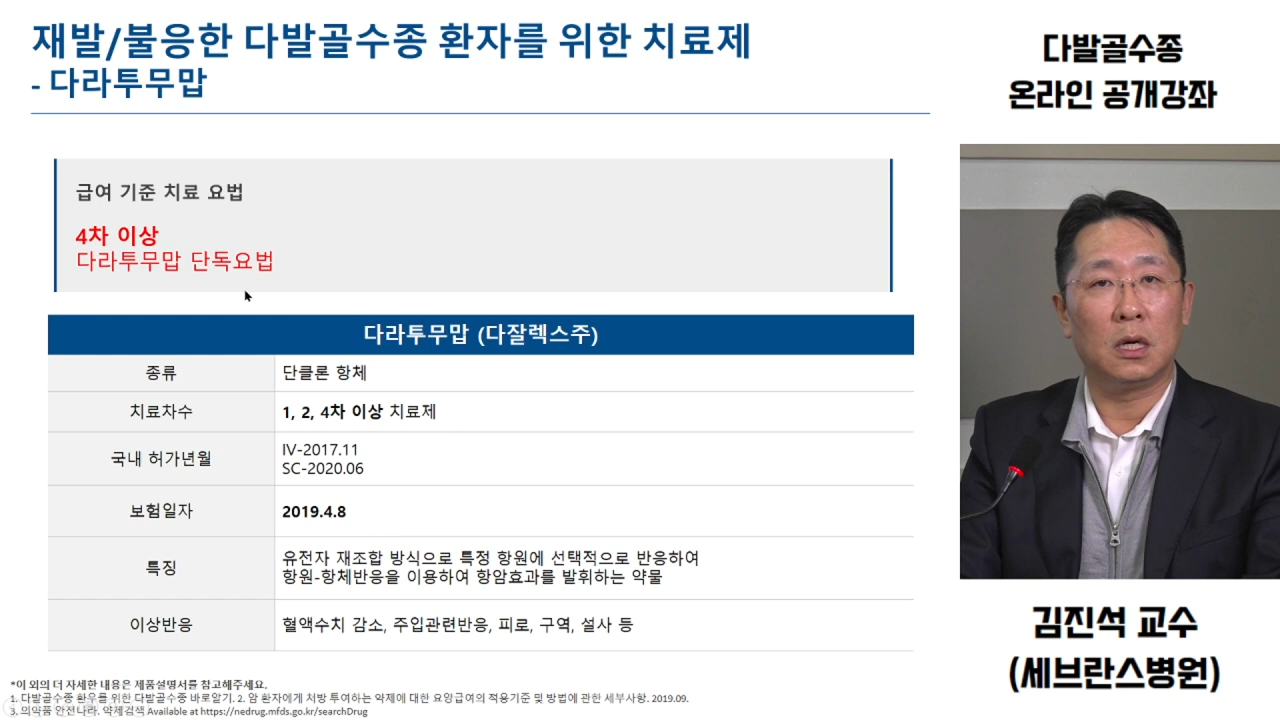 재발/불응한 다발골수종 환자를 위한 치료제
- 다라투무맙
급여 기준 치료 요법
4차 이상
다라투무맙 단독요법
다라투무맙 (다잘렉스주)
종류 단클론 항체
치료차수 1, 2, 4차 이상 치료제
국내 허가년월 IV-2017.11
SC-2020.06
보험일자 2019.4.8
특징 유전자 재조합 방식으로 특정 항원에 선택적으로 반응하여
항원-항체반응을 이용하여 항암효과를 발휘하는 약물
이상반응 혈액수치 감소, 주입관련반응, 피로, 구역, 설사 등
*이 외의 더 자세한 내용은 제품설명서를 참고해주세요.
1. 다발골수종 환우를 위한 다발골수종 바로알기. 2. 암 환자에게 처방 투여하는 약제에 대한 요양급여의 적용기준 및 방법에 관한 세부사항. 2019.09.
3. 의약품 안전나라. 약제검색 Available at https://nedrug.mfds.go.kr/searchDrug
다발골수종
온라인 공개강좌
김진석 교수
(세브란스병원)